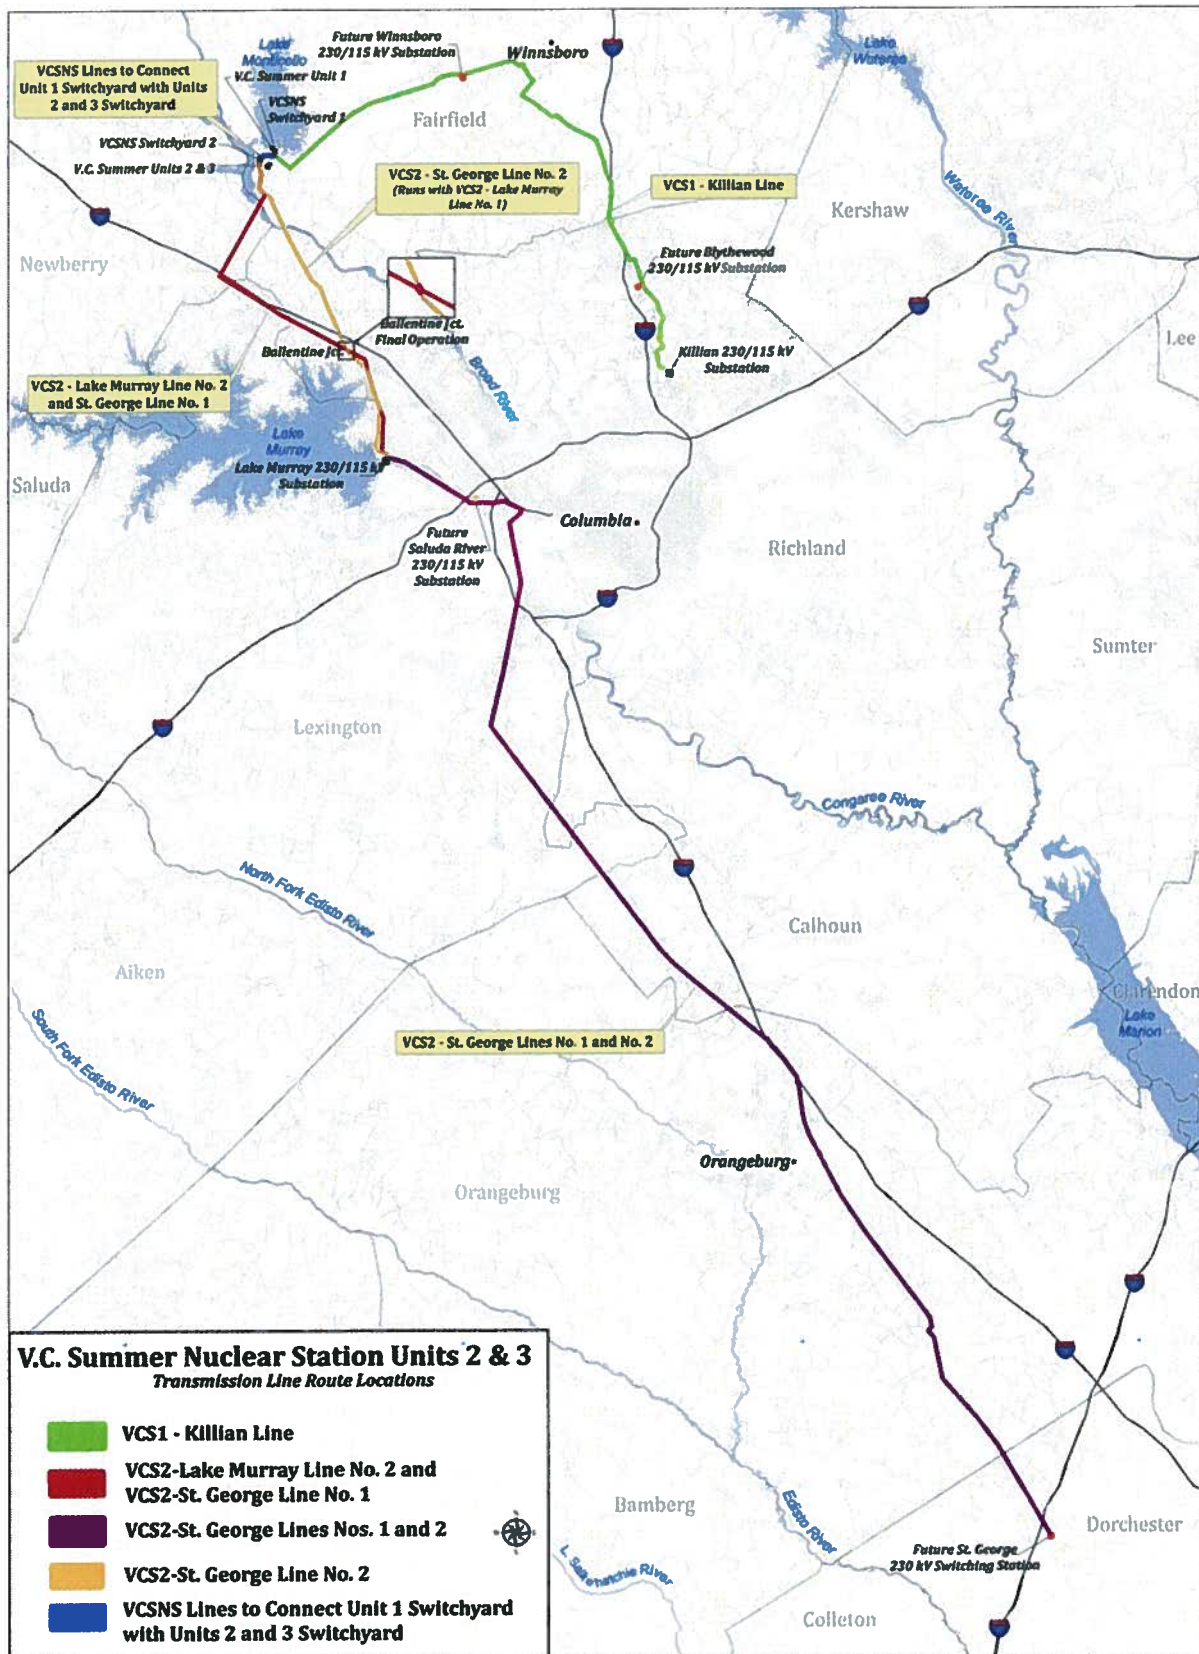 Future Winnsboro
230/115 kV Substation
Winnsboro
Lake
Monticello
V.C. Summer Unit 1
Lake
Wateree
VCSNS Lines to Connect
Unit 1 Switchyard with Units
2 and 3 Switchyard
VCSNS
Switchyard 1
Fairfield
VCSNS Switchyard 2
V.C. Summer Units 2 & 3
VCS2 - St. George Line No. 2
(Runs with VCS2 - Lake Murray
Line No. 1)
VCS1 - Killian Line
Kershaw
Wateree River
Newberry
Future Blythewood
230/115 kV Substation
Ballentine Jct.
Final Operation
Ballentine Jct.
Broad River
Killian 230/115 kV
Substation
Lee
VCS2 - Lake Murray Line No. 2
and St. George Line No. 1
Lake
Murray
Lake Murray 230/115 kV
Substation
Saluda
Columbia
Future
Saluda River
230/115 kV
Substation
Richland
Sumter
Lexington
Congaree River
North Fork Edisto River
Calhoun
Aiken
Clarendon
Lake
Marion
South Fork Edisto River
VCS2 - St. George Lines No. 1 and No. 2
Orangeburg
Orangeburg
V.C. Summer Nuclear Station Units 2 & 3
Transmission Line Route Locations
VCS1 - Killian Line
VCS2-Lake Murray Line No. 2 and
VCS2-St. George Line No. 1
VCS2-St. George Lines Nos. 1 and 2
VCS2-St. George Line No. 2
VCSNS Lines to Connect Unit 1 Switchyard
with Units 2 and 3 Switchyard
Bamberg
Edisto River
Dorchester
Future St. George
230 kV Switching Station
L. Salkehatchie River
Colleton